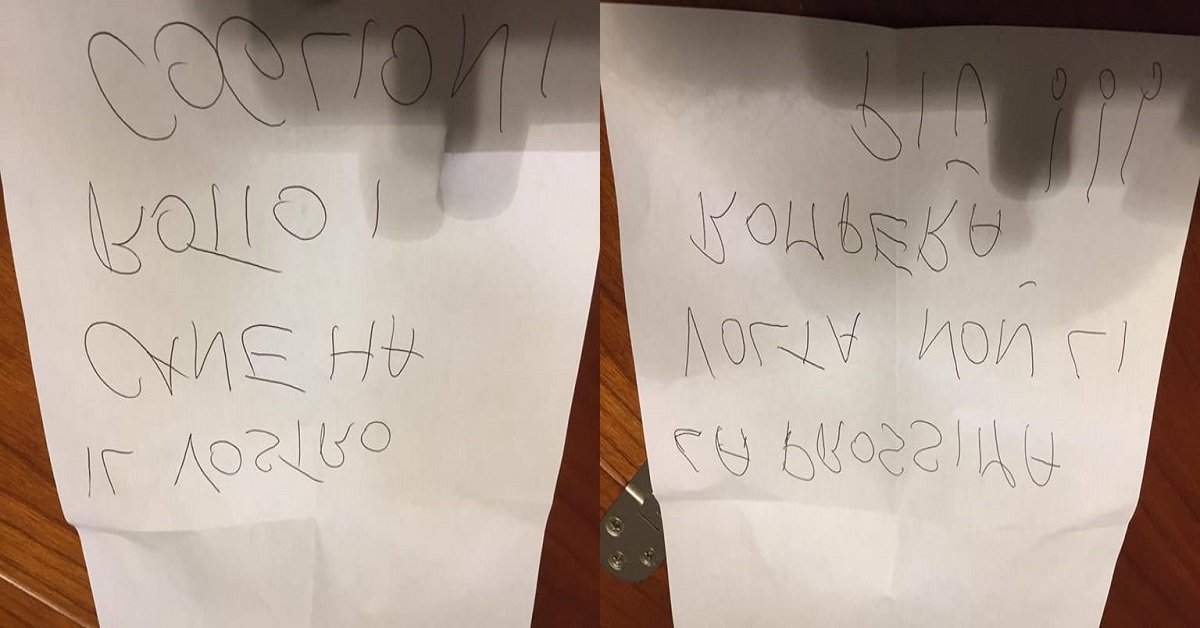 IL VOSTRO
CANE HA
ROTTO I
COGLIONI
LA PROSSIMA
VOLTA NON LI
ROMPERÀ
PIÙ !!!